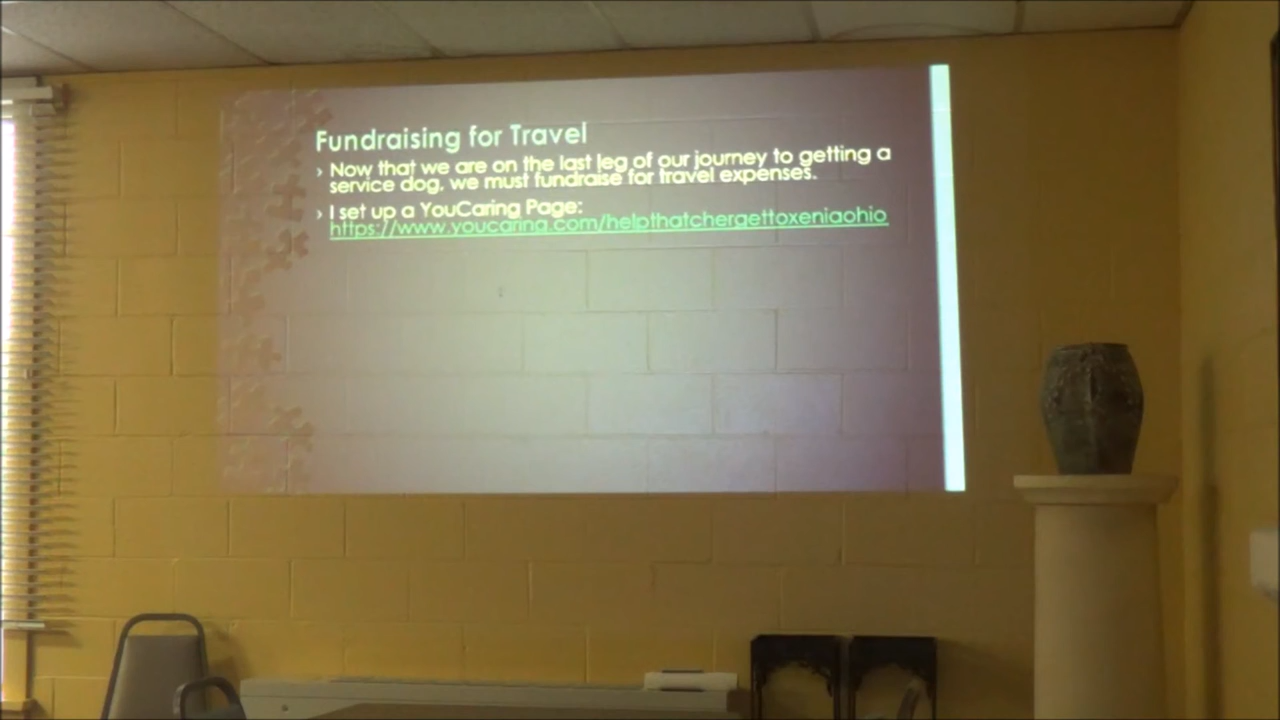 Fundraising for Travel
› Now that we are on the last leg of our journey to getting a
service dog, we must fundraise for travel expenses.
› I set up a YouCaring Page:
https://www.youcaring.com/helpthatchergettoxeniaohio